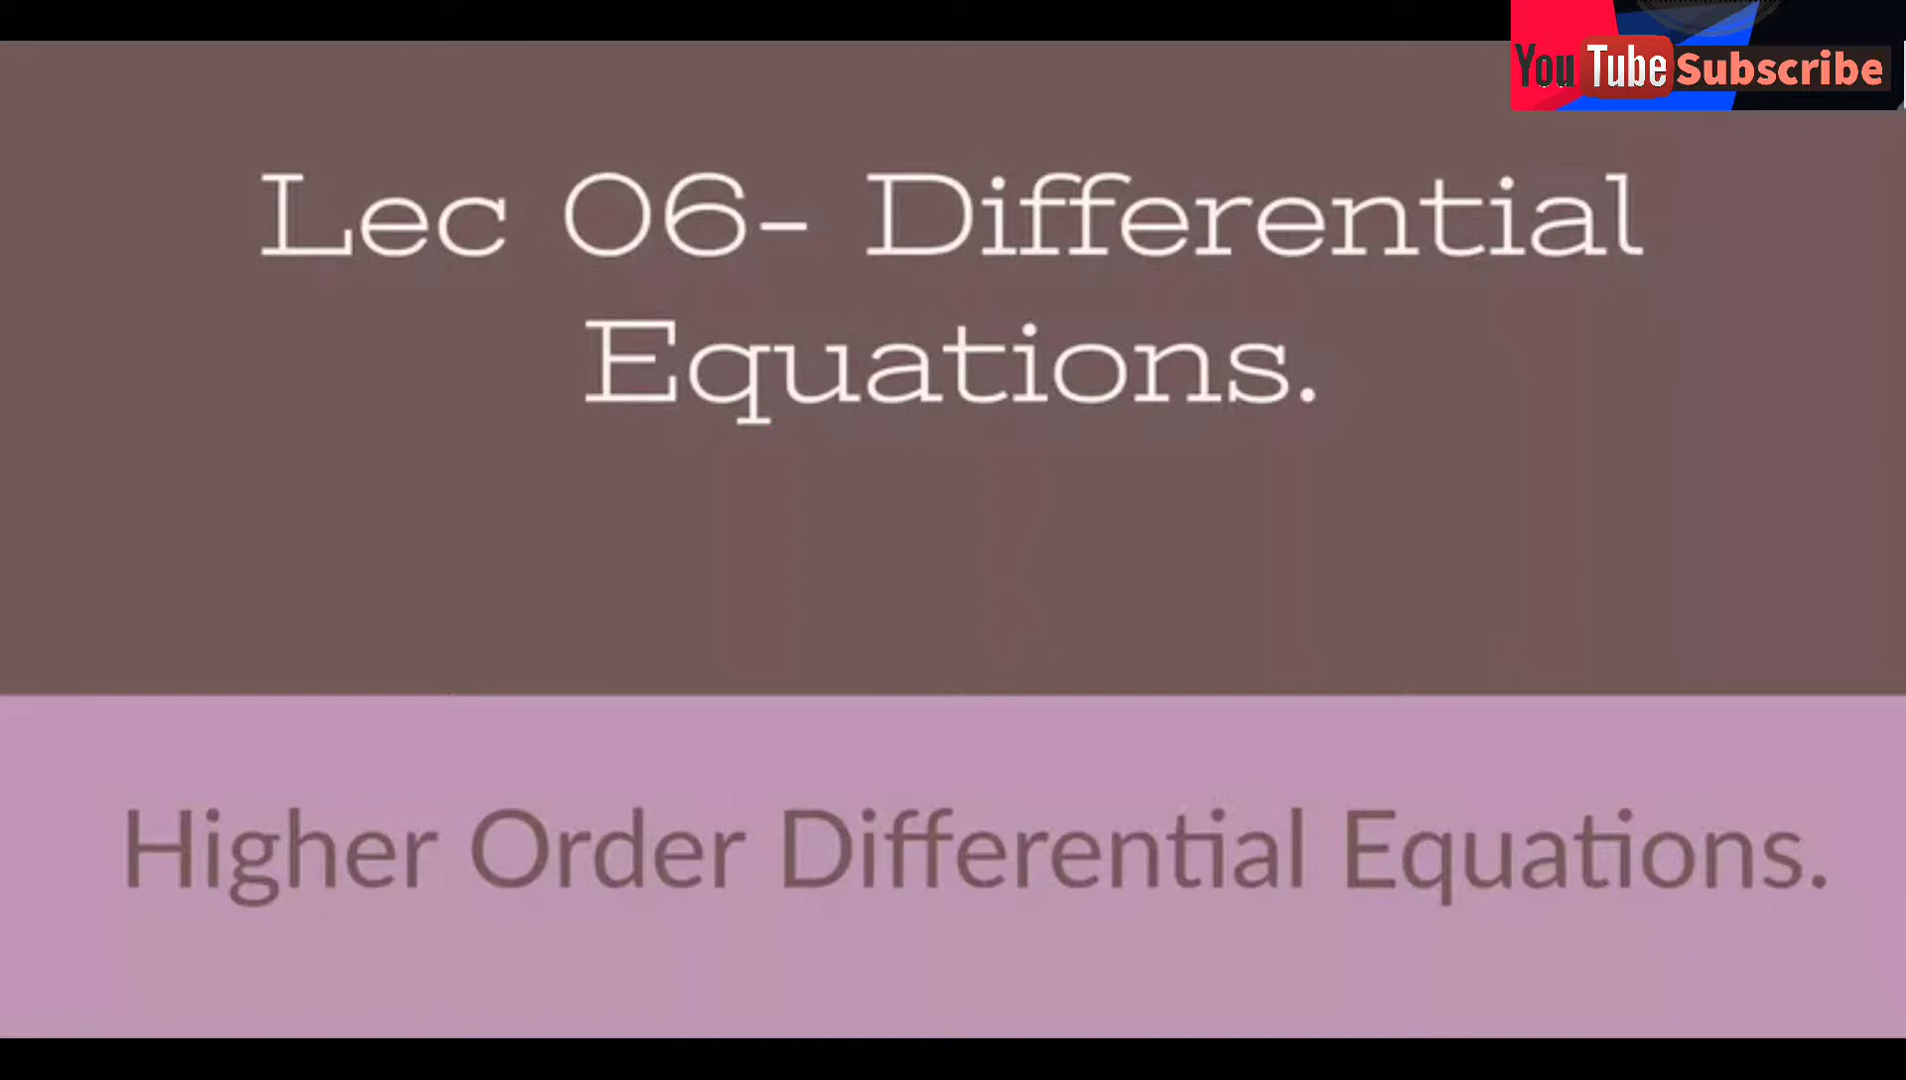 YouTube Subscribe
Lec 06- Differential
Equations.
Higher Order Differential Equations.